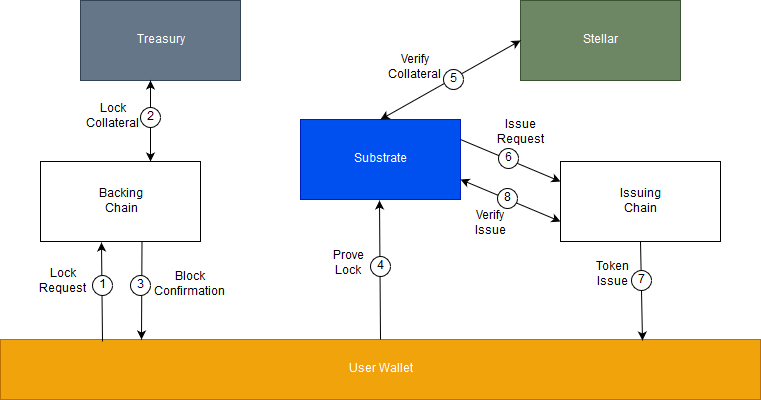 Treasury
Stellar
Verify
Collateral
5
Lock
Collateral
2
Substrate
Issue
Request
6
Backing
Chain
Issuing
Chain
8
Verify
Issue
Prove
Lock
4
Lock
Request
1
3
Block
Confirmation
Token
Issue
7
User Wallet